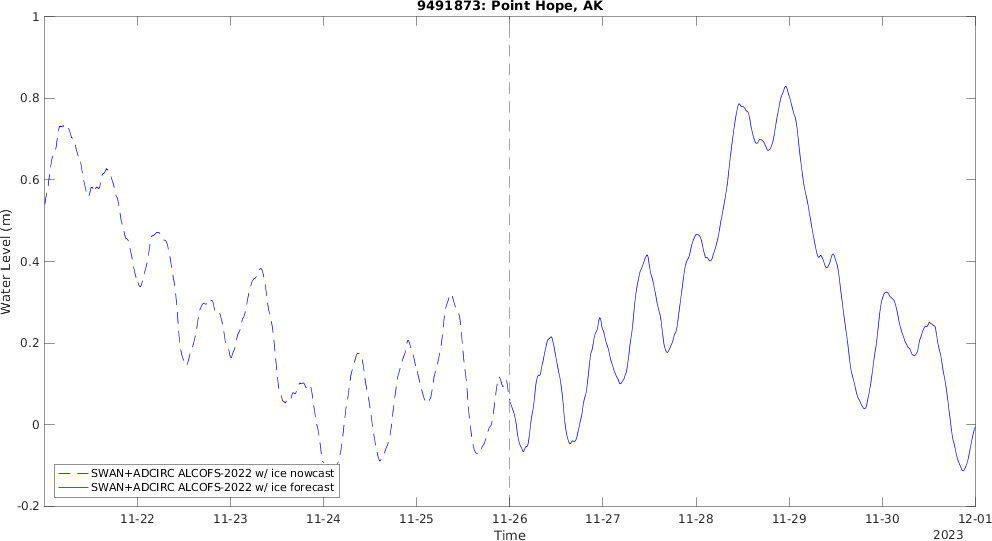 9491873: Point Hope, AK
1
0.8
0.6
0.4
0.2
0
-0.2
Water Level (m)
SWAN+ADCIRC ALCOFS-2022 w/ ice nowcast
SWAN+ADCIRC ALCOFS-2022 w/ ice forecast
11-22 11-23 11-24 11-25 11-26 11-27 11-28 11-29 11-30 12-01
Time
2023